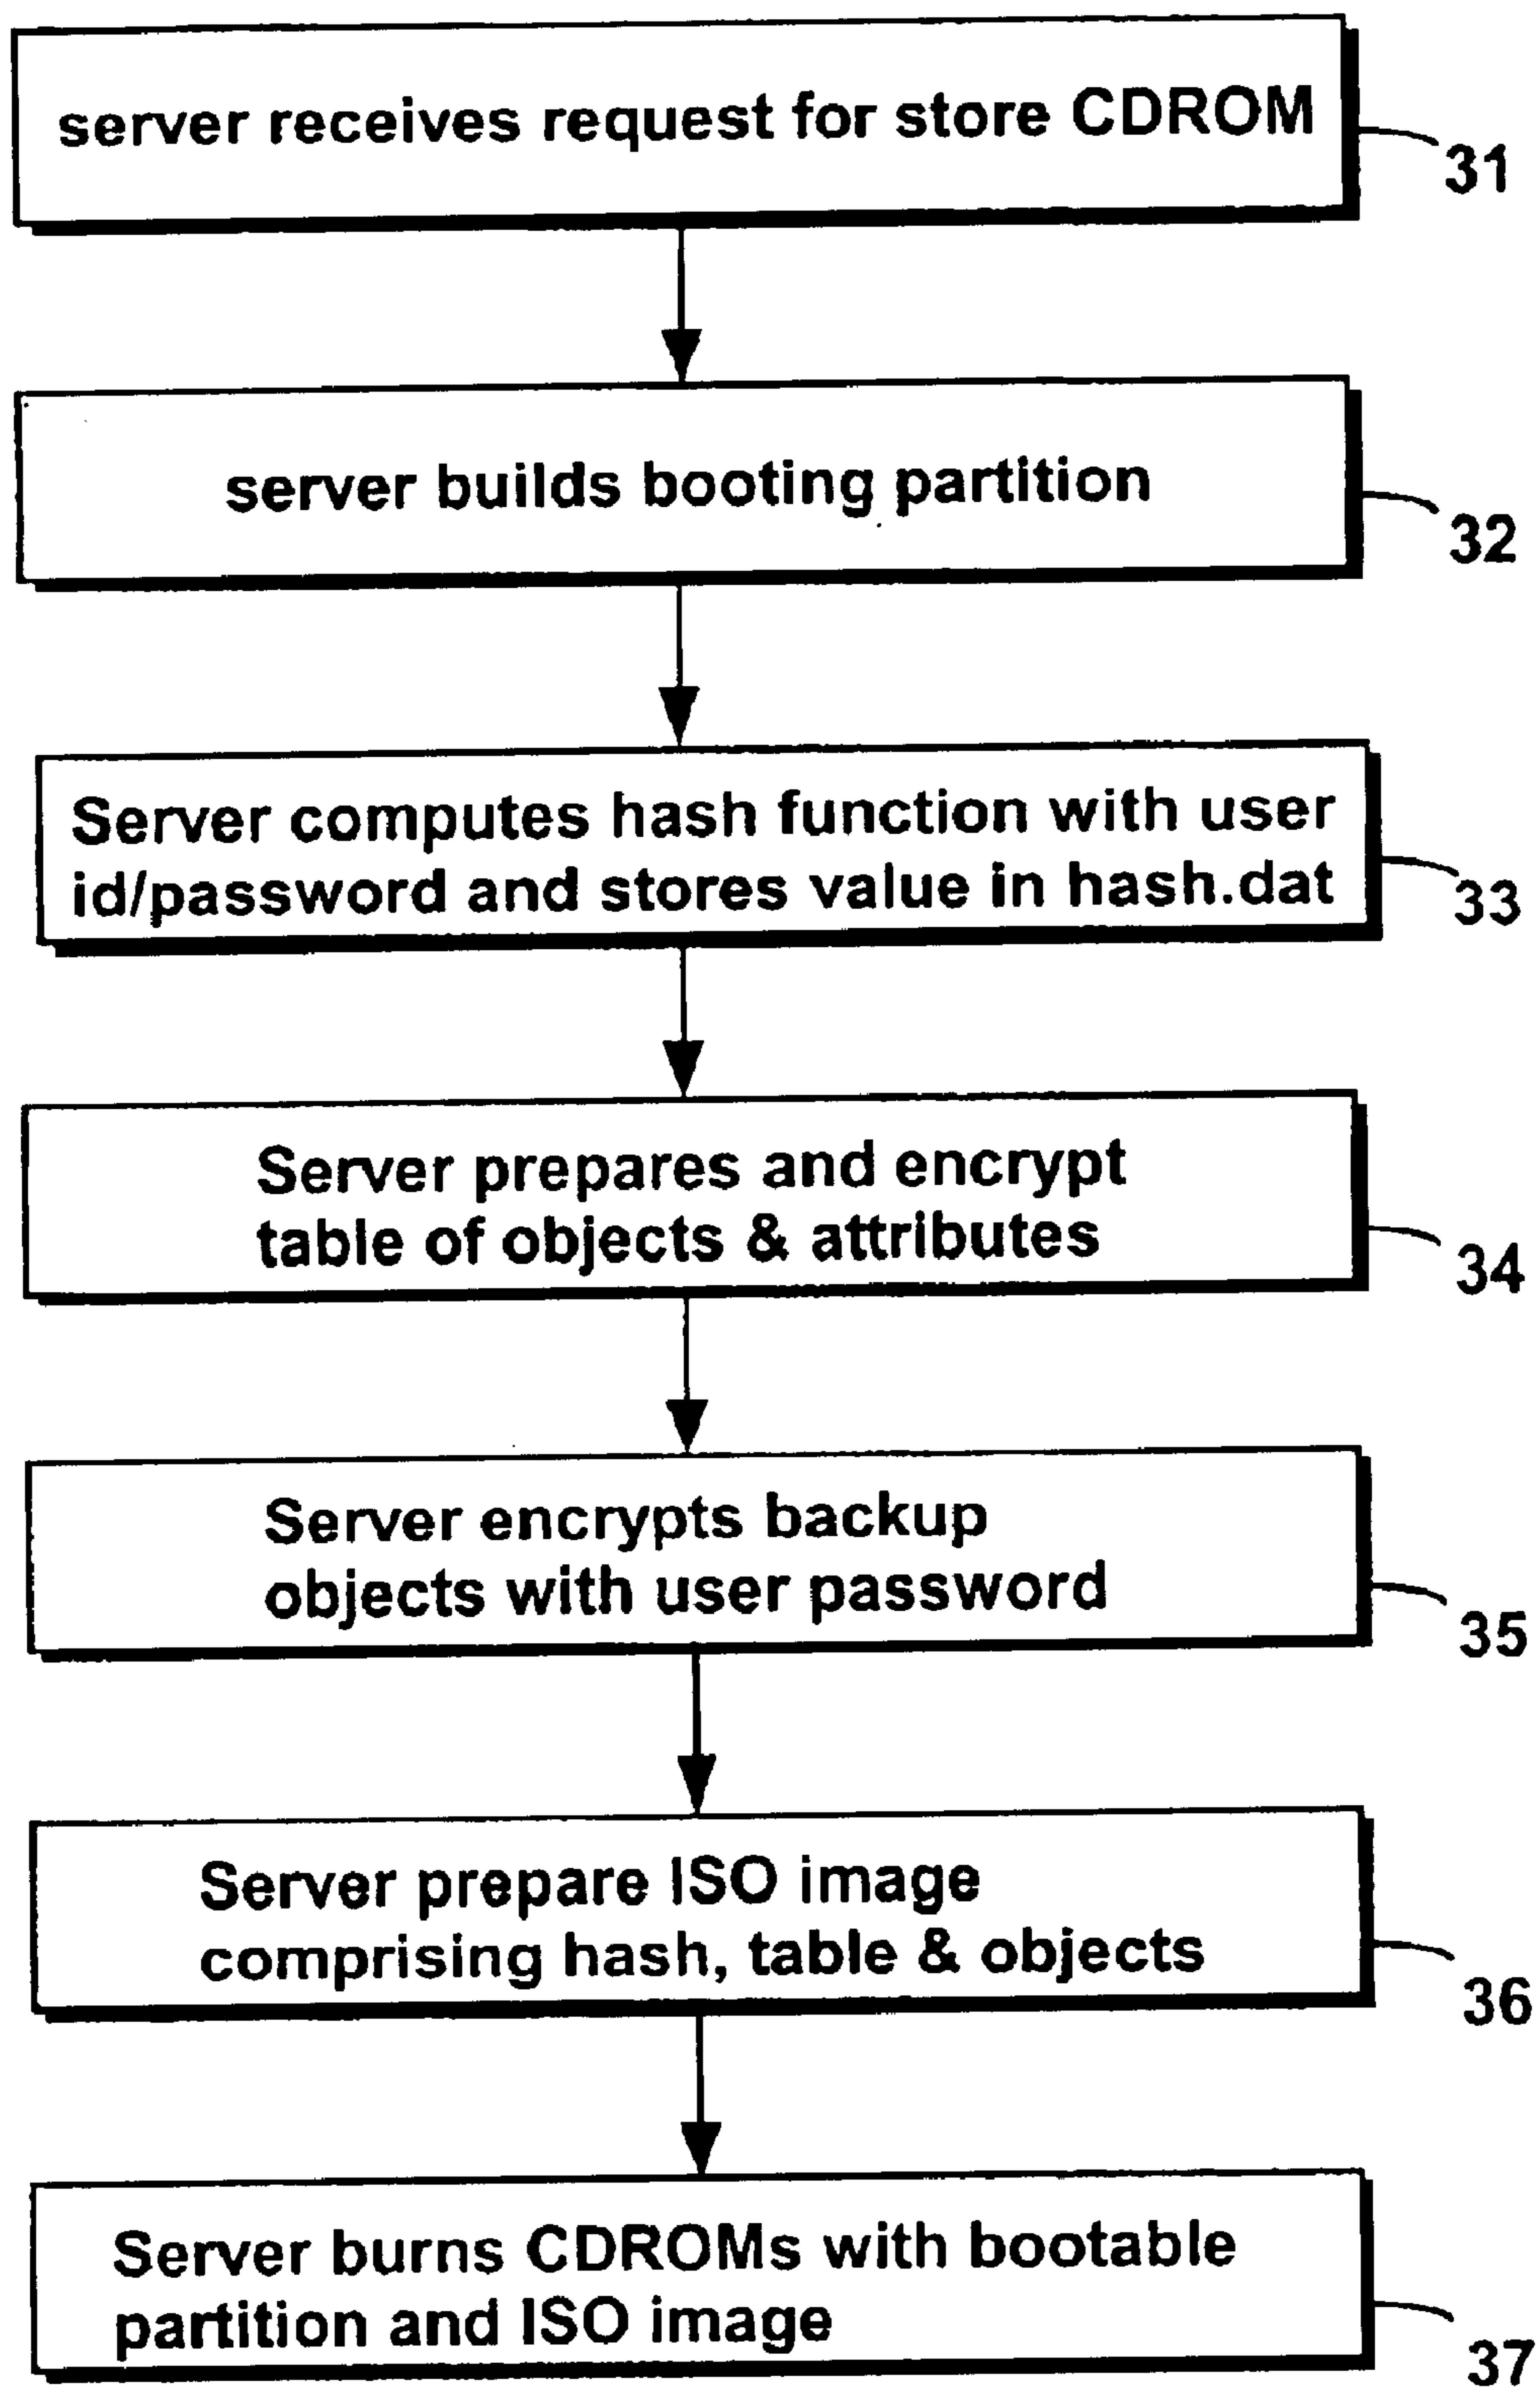 server receives request for store CDROM
31
server builds booting partition
32
Server computes hash function with user
id/password and stores value in hash.dat
33
Server prepares and encrypt
table of objects & attributes
34
Server encrypts backup
objects with user password
35
Server prepare ISO image
comprising hash, table & objects
36
Server burns CDROMs with bootable
partition and ISO image
37